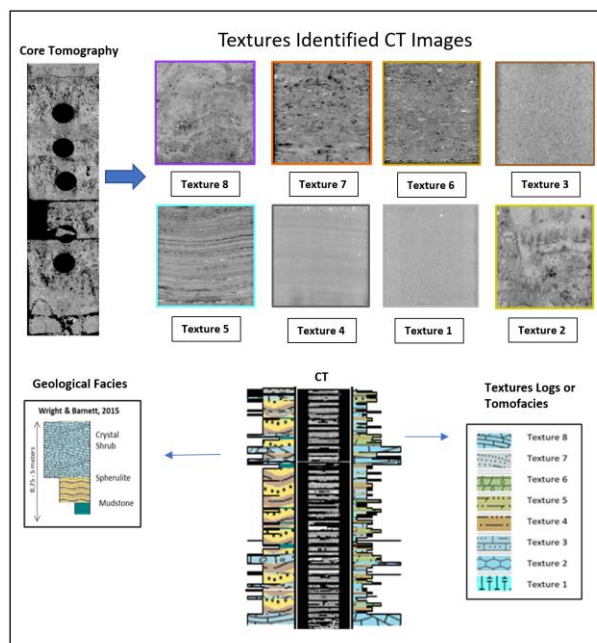 Textures Identified CT Images
Core Tomography
Texture 8
Texture 7
Texture 6
Texture 3
Texture 5
Texture 4
Texture 1
Texture 2
Geological Facies
Wright & Barnett, 2015
0.75 - 5 meters
Crystal
Shrub
Spherulite
Mudstone
CT
Textures Logs or
Tomofacies
Texture 8
Texture 7
Texture 6
Texture 5
Texture 4
Texture 3
Texture 2
Texture 1